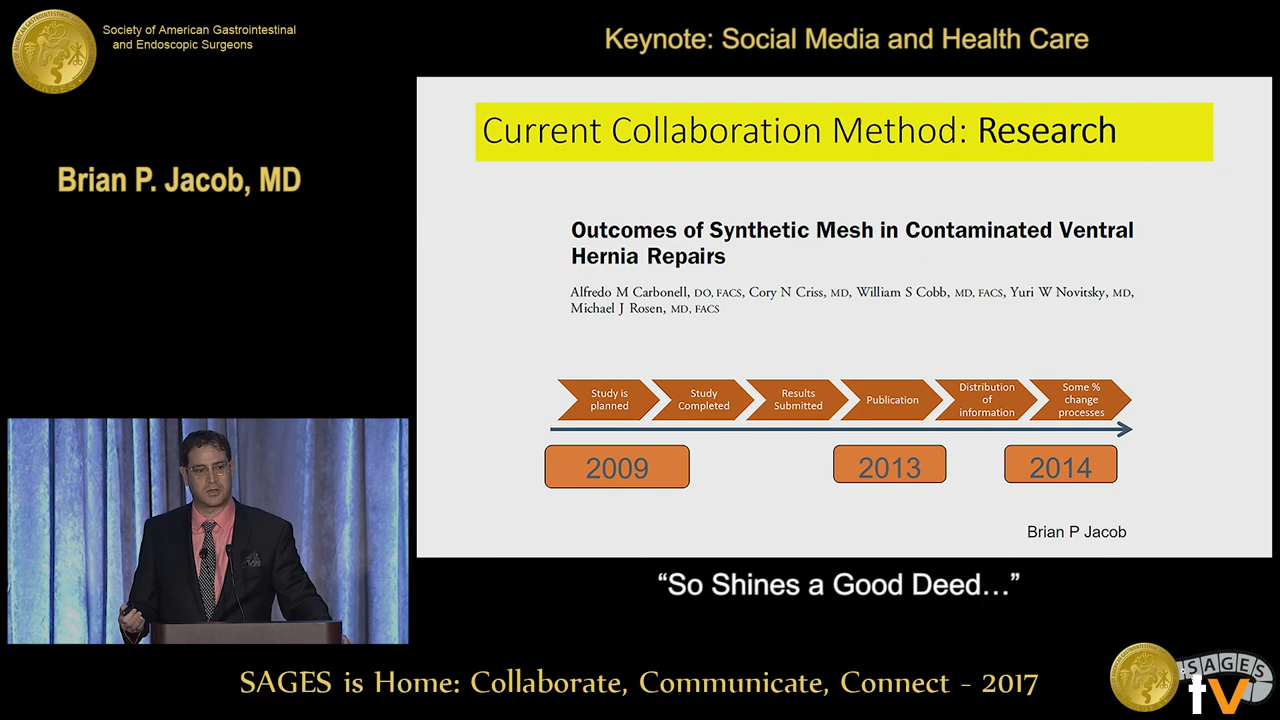 Society of American Gastrointestinal
and Endoscopic Surgeons
Keynote: Social Media and Health Care
Brian P. Jacob, MD
Current Collaboration Method: Research
Outcomes of Synthetic Mesh in Contaminated Ventral
Hernia Repairs
Alfredo M Carbonell, DO, FACS, Cory N Criss, MD, William S Cobb, MD, FACS, Yuri W Novitsky, MD,
Michael J Rosen, MD, FACS
Study is
planned
Study
Completed
Results
Submitted
Publication
Distribution
of
information
Some %
change
processes
2009
2013
2014
Brian P Jacob
“So Shines a Good Deed…”
SAGES is Home: Collaborate, Communicate, Connect - 2017
SAGES
tv